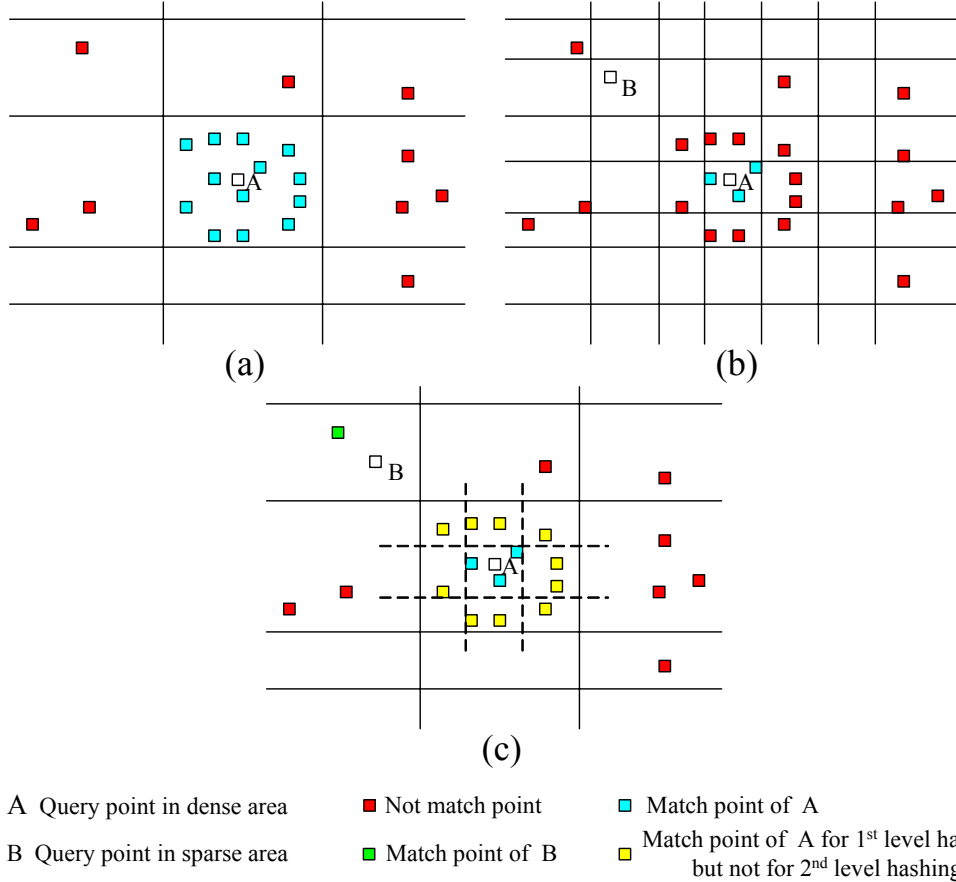 A
(a)
B
A
(b)
B
A
(c)
A Query point in dense area
Not match point
Match point of A
B Query point in sparse area
Match point of B
Match point of A for 1st level
but not for 2nd level hashing